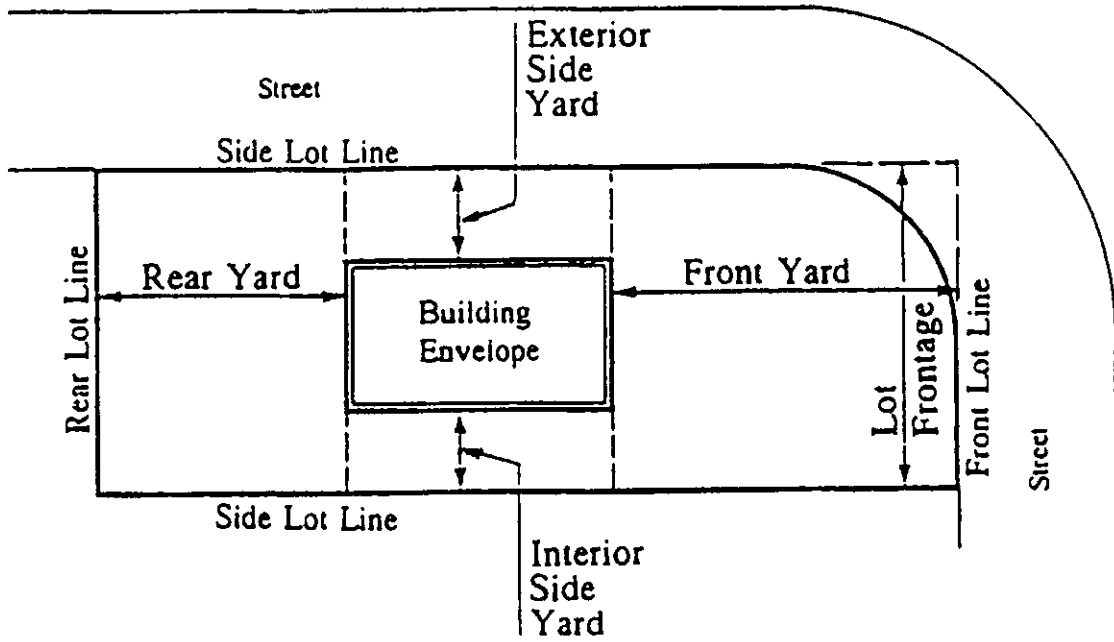 Exterior
Side
Yard
Street
Side Lot Line
Rear Yard
Front Yard
Building
Envelope
Rear Lot Line
Lot
Frontage
Front Lot Line
Street
Side Lot Line
Interior
Side
Yard